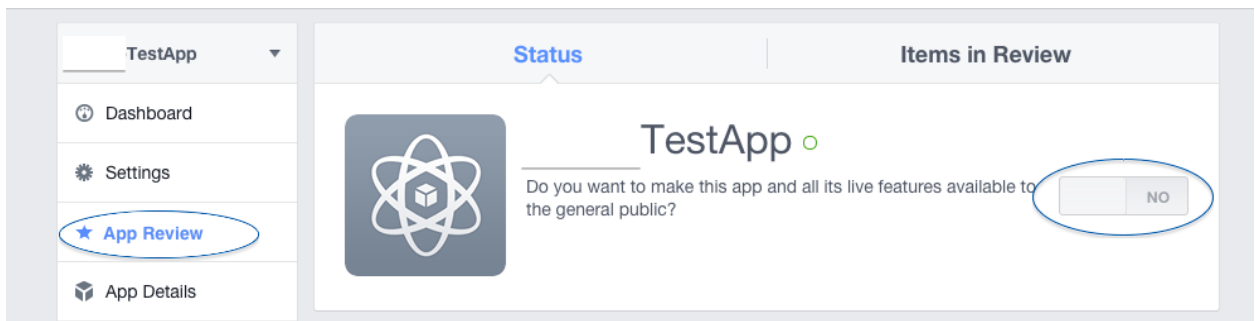 TestApp
Dashboard
Settings
App Review
App Details
Status
Items in Review
TestApp
Do you want to make this app and all its live features available to
the general public?
NO